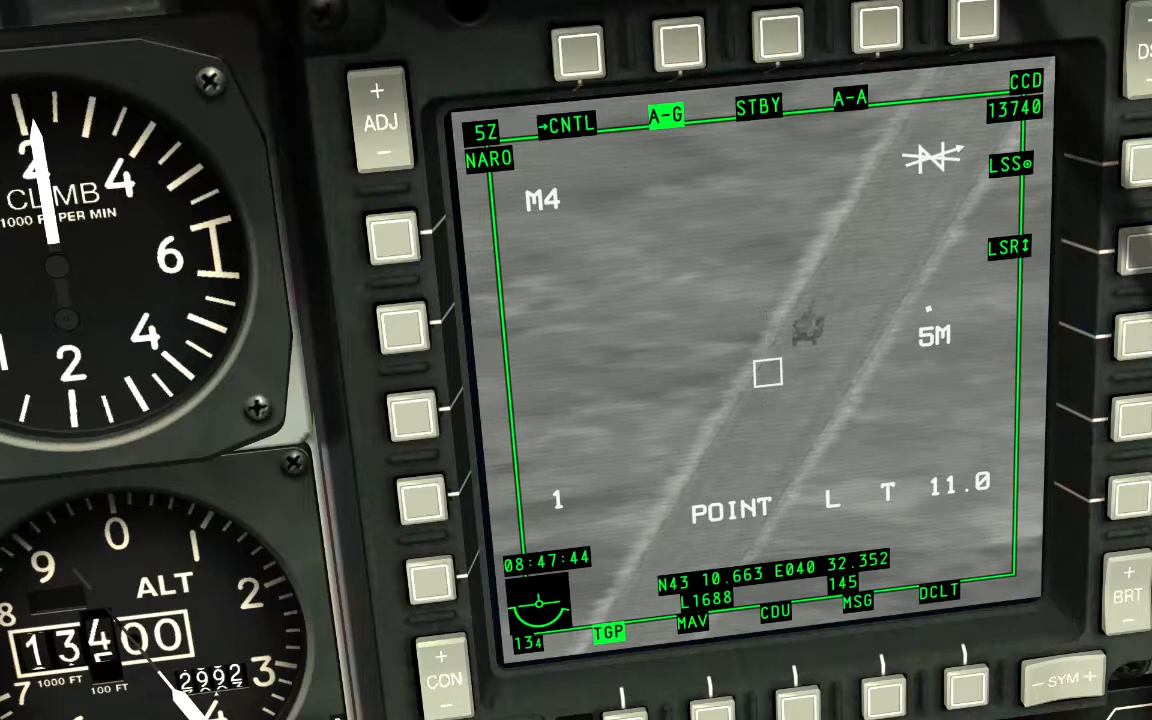 +
ADJ
−
5Z
→CNTL
A-G
STBY
A-A
CCD
13740
NARO
M4
LSS⊙
LSR↕
N
5M
1
POINT L T 11.0
08:47:44
N43 10.663 E040 32.352
L1688
145
134
TGP
MAV
CDU
MSG
DCLT
+
CON
−
+
BRT
−
− SYM +
2
4
CLIMB
1000 FT PER MIN
6
4
2
0
1
9
ALT
2
8
13400
1000 FT
100 FT
2992
3
7
4